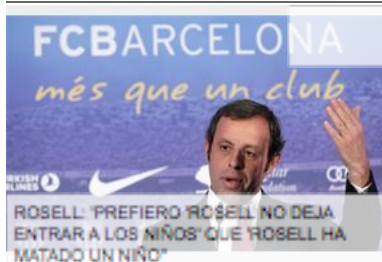 FCBARCELONA
més que un club
ROSELL: "PREFIERO 'ROSELL NO DEJA
ENTRAR A LOS NIÑOS' QUE 'ROSELL HA
MATADO UN NIÑO"